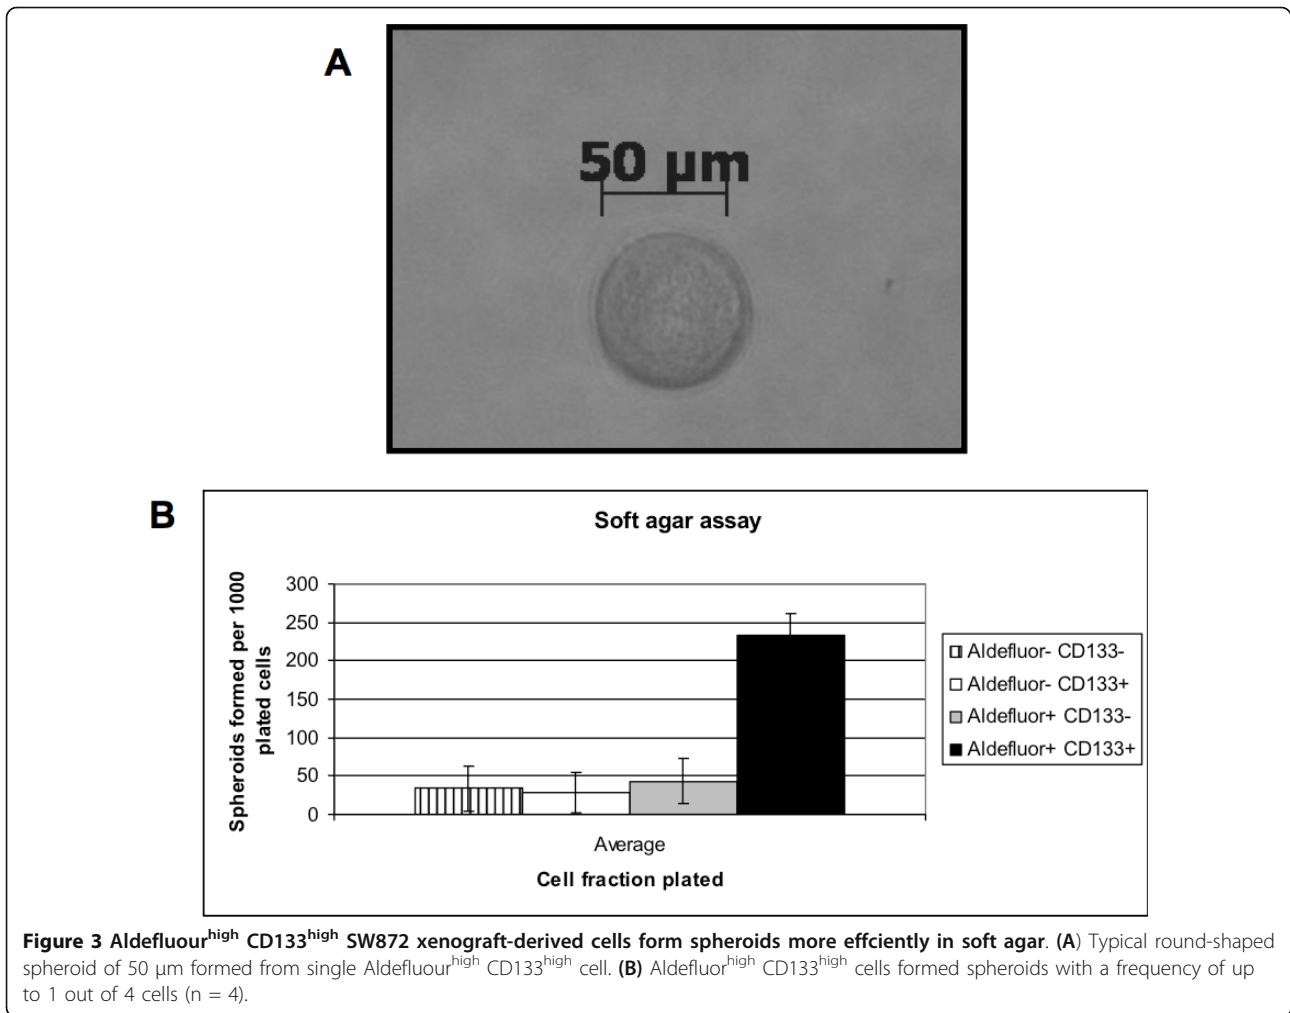 A
50 µm
B
Soft agar assay
Spheroids formed per 1000
plated cells
300
250
200
150
100
50
0
Average
Cell fraction plated
Aldefluor- CD133-
Aldefluor- CD133+
Aldefluor+ CD133-
Aldefluor+ CD133+
Figure 3 Aldefluour^high CD133^high SW872 xenograft-derived cells form spheroids more effciently in soft agar. (A) Typical round-shaped
spheroid of 50 μm formed from single Aldefluour^high CD133^high cell. (B) Aldefluor^high CD133^high cells formed spheroids with a frequency of up
to 1 out of 4 cells (n = 4).